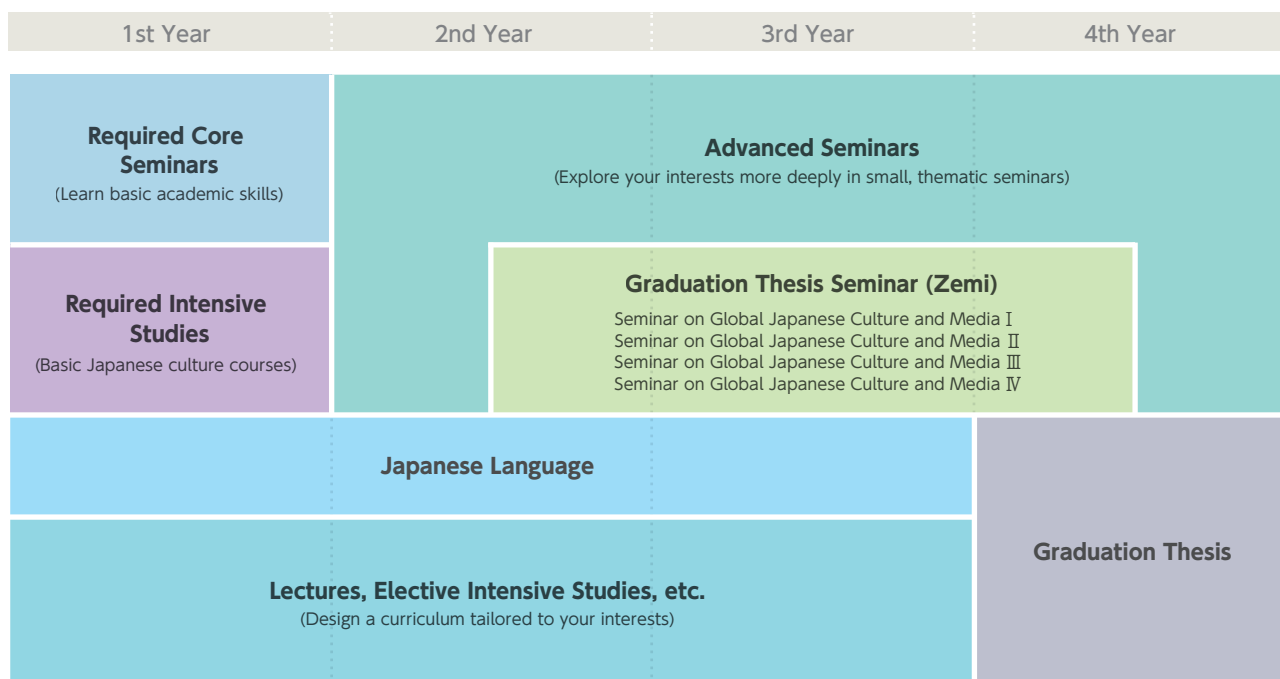 1st Year
2nd Year
3rd Year
4th Year
Required Core
Seminars
(Learn basic academic skills)
Advanced Seminars
(Explore your interests more deeply in small, thematic seminars)
Required Intensive
Studies
(Basic Japanese culture courses)
Graduation Thesis Seminar (Zemi)
Seminar on Global Japanese Culture and Media Ⅰ
Seminar on Global Japanese Culture and Media Ⅱ
Seminar on Global Japanese Culture and Media Ⅲ
Seminar on Global Japanese Culture and Media Ⅳ
Japanese Language
Lectures, Elective Intensive Studies, etc.
(Design a curriculum tailored to your interests)
Graduation Thesis